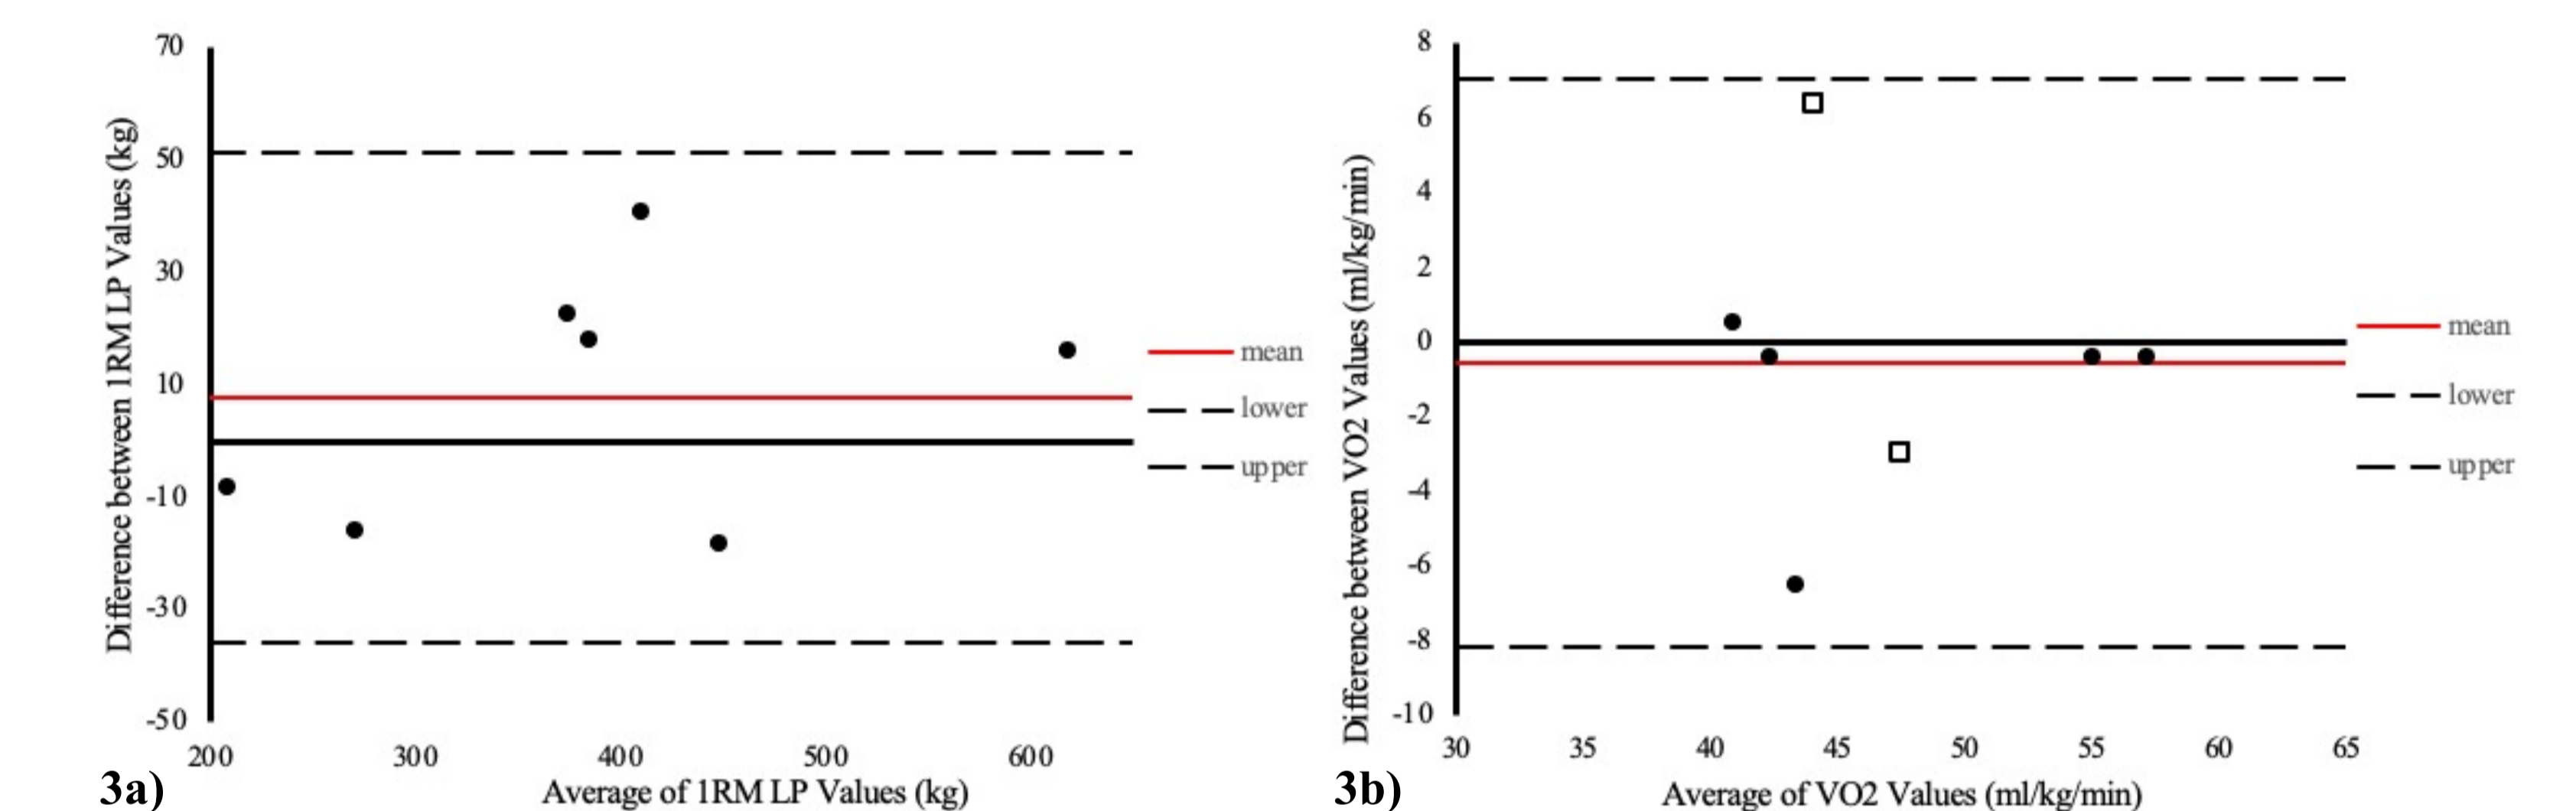 70
50
30
10
-10
-30
-50
200 300 400 500 600
Difference between 1RM LP Values (kg)
Average of 1RM LP Values (kg)
mean
lower
upper
3a)
8
6
4
2
0
-2
-4
-6
-8
-10
30 35 40 45 50 55 60 65
Difference between VO2 Values (ml/kg/min)
Average of VO2 Values (ml/kg/min)
mean
lower
upper
3b)